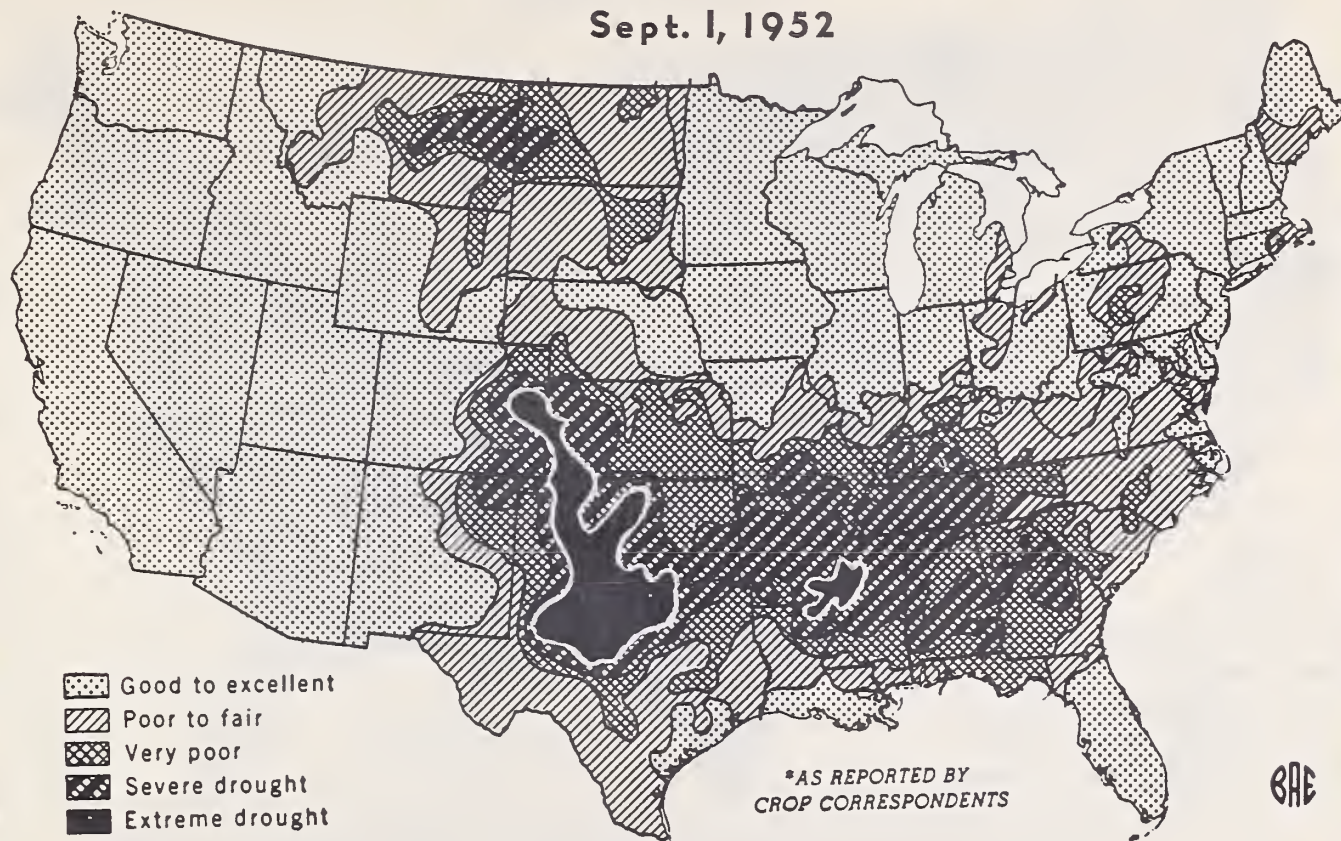 Sept. 1, 1952
Good to excellent
Poor to fair
Very poor
Severe drought
Extreme drought
*AS REPORTED BY
CROP CORRESPONDENTS
BAE